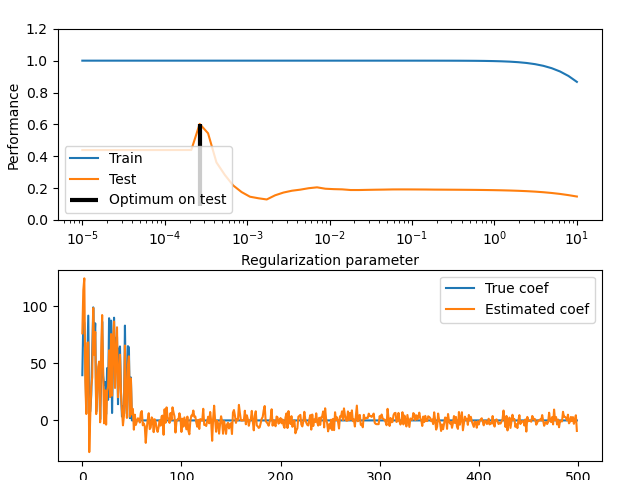 1.2
1.0
0.8
0.6
0.4
0.2
0.0
Performance
Train
Test
Optimum on test
10⁻⁵ 10⁻⁴ 10⁻³ 10⁻² 10⁻¹ 10⁰ 10¹
Regularization parameter
100
50
0
True coef
Estimated coef
0 100 200 300 400 500